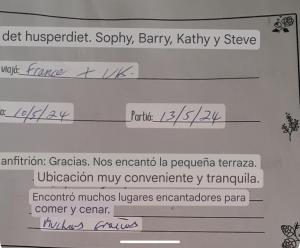 det husperdiet. Sophy, Barry, Kathy y Steve
viajó: France + UK.
10/5/24 Partió: 13/5/24
anfitrión: Gracias. Nos encantó la pequeña terraza.
Ubicación muy conveniente y tranquila.
Encontró muchos lugares encantadores para
comer y cenar.
Muchas Gracias